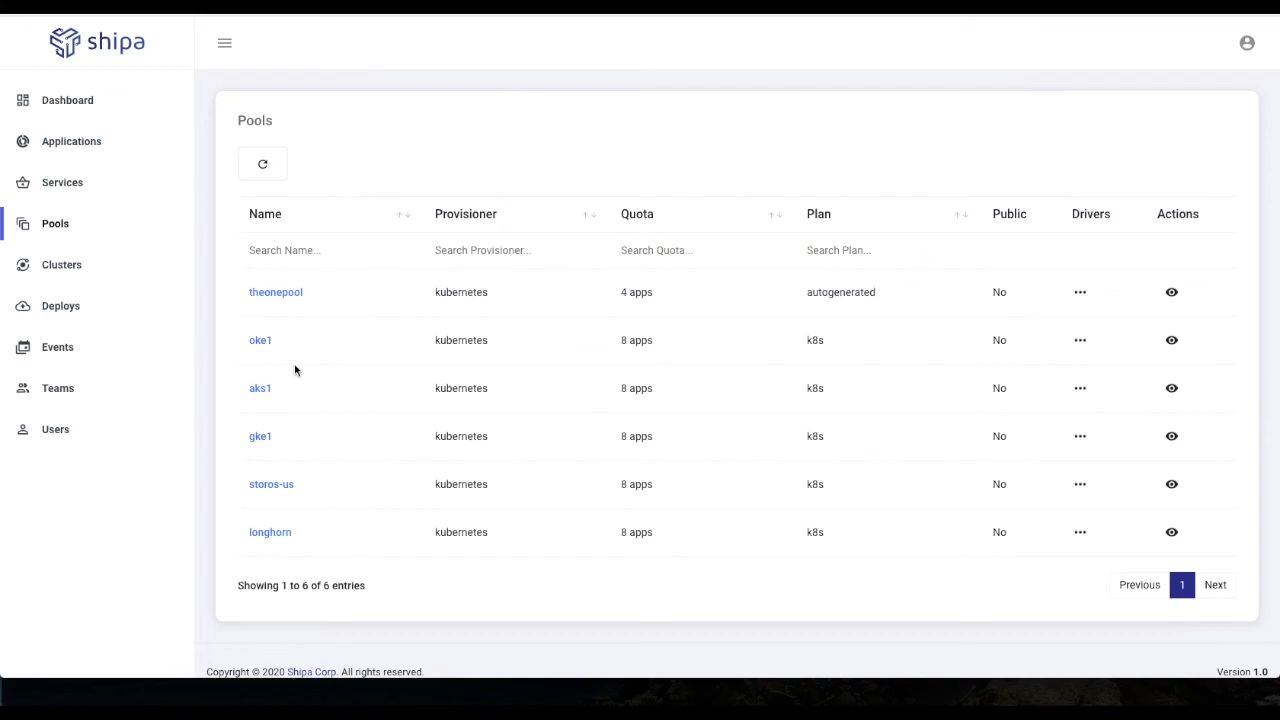 shipa
Dashboard
Applications
Services
Pools
Clusters
Deploys
Events
Teams
Users
Pools
Name Provisioner Quota Plan Public Drivers Actions
Search Name... Search Provisioner... Search Quota... Search Plan...
theonepool kubernetes 4 apps autogenerated No
oke1 kubernetes 8 apps k8s No
aks1 kubernetes 8 apps k8s No
gke1 kubernetes 8 apps k8s No
storos-us kubernetes 8 apps k8s No
longhorn kubernetes 8 apps k8s No
Showing 1 to 6 of 6 entries Previous 1 Next
Copyright © 2020 Shipa Corp. All rights reserved. Version 1.0